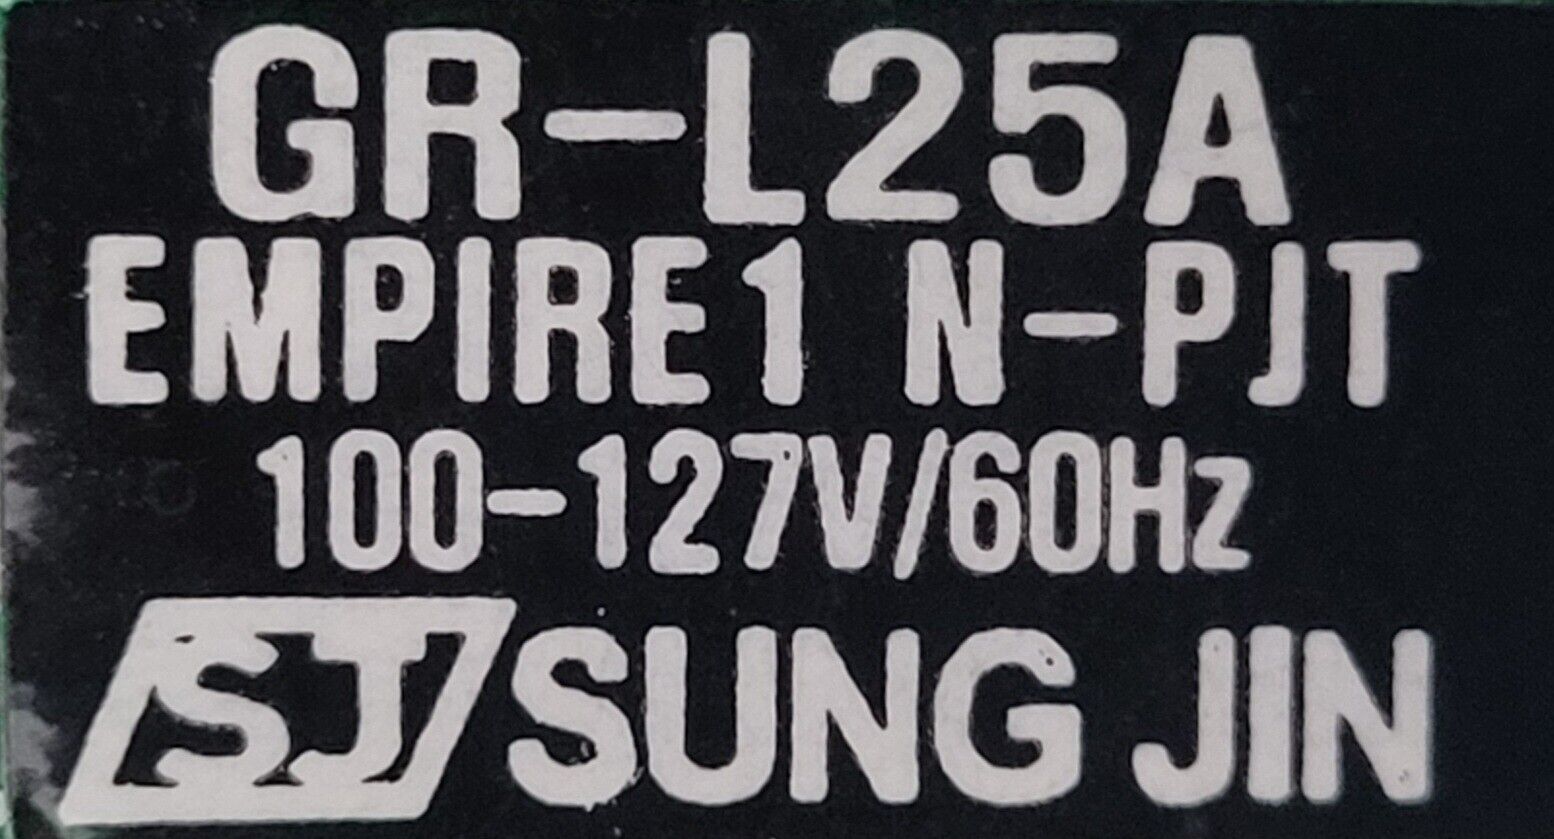 GR-L25A
EMPIRE1 N-PJT
100-127V/60Hz
SJ SUNG JIN